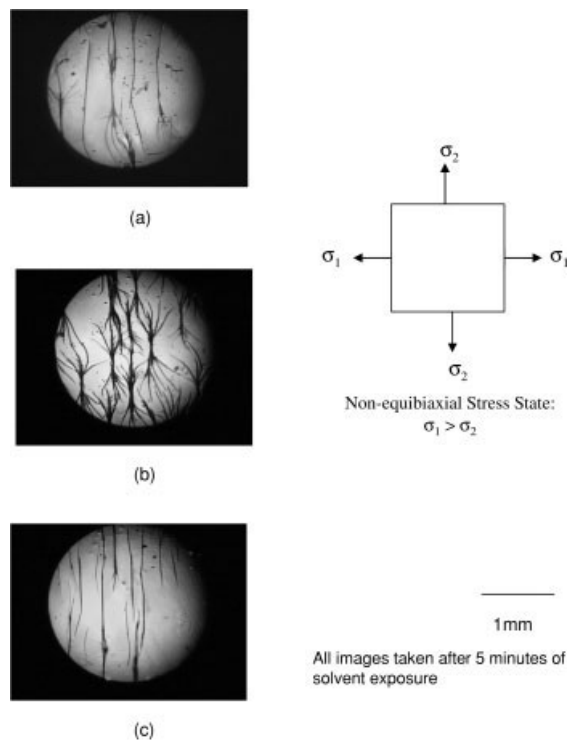 (a)
σ₂
σ₁ σ₁
σ₂
Non-equibiaxial Stress State:
σ₁ > σ₂
(b)
1mm
All images taken after 5 minutes of
solvent exposure
(c)